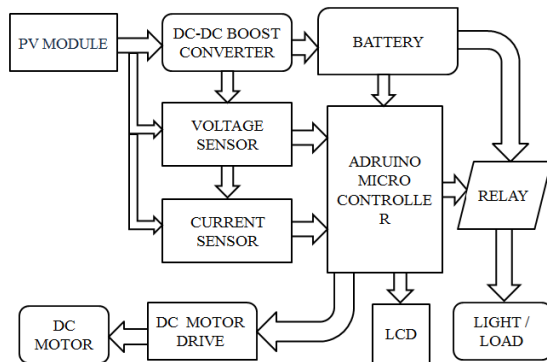 PV MODULE
DC-DC BOOST
CONVERTER
BATTERY
VOLTAGE
SENSOR
ADRUINO
MICRO
CONTROLLE
R
RELAY
CURRENT
SENSOR
DC
MOTOR
DC MOTOR
DRIVE
LCD
LIGHT /
LOAD